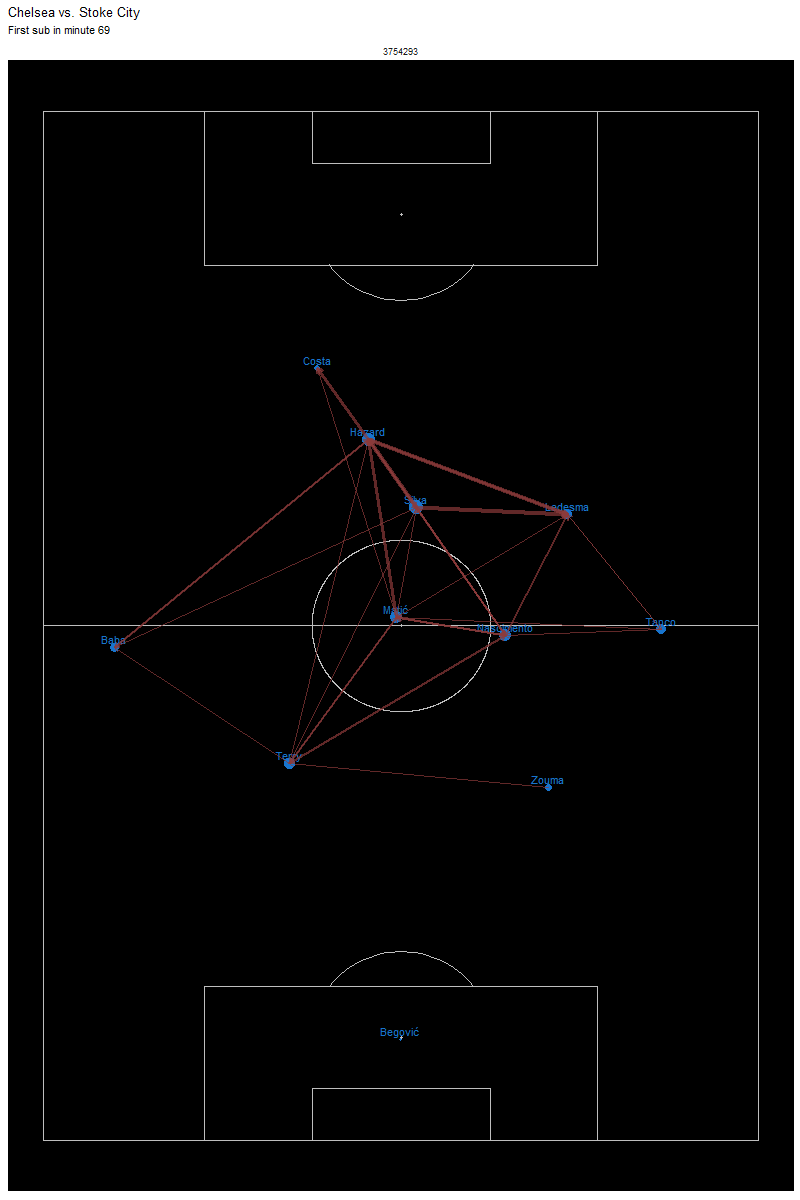 Chelsea vs. Stoke City
First sub in minute 69
3754293
Costa
Hazard
Silva
Ledesma
Matić
Nascimento
Tanco
Baba
Terry
Zouma
Begović